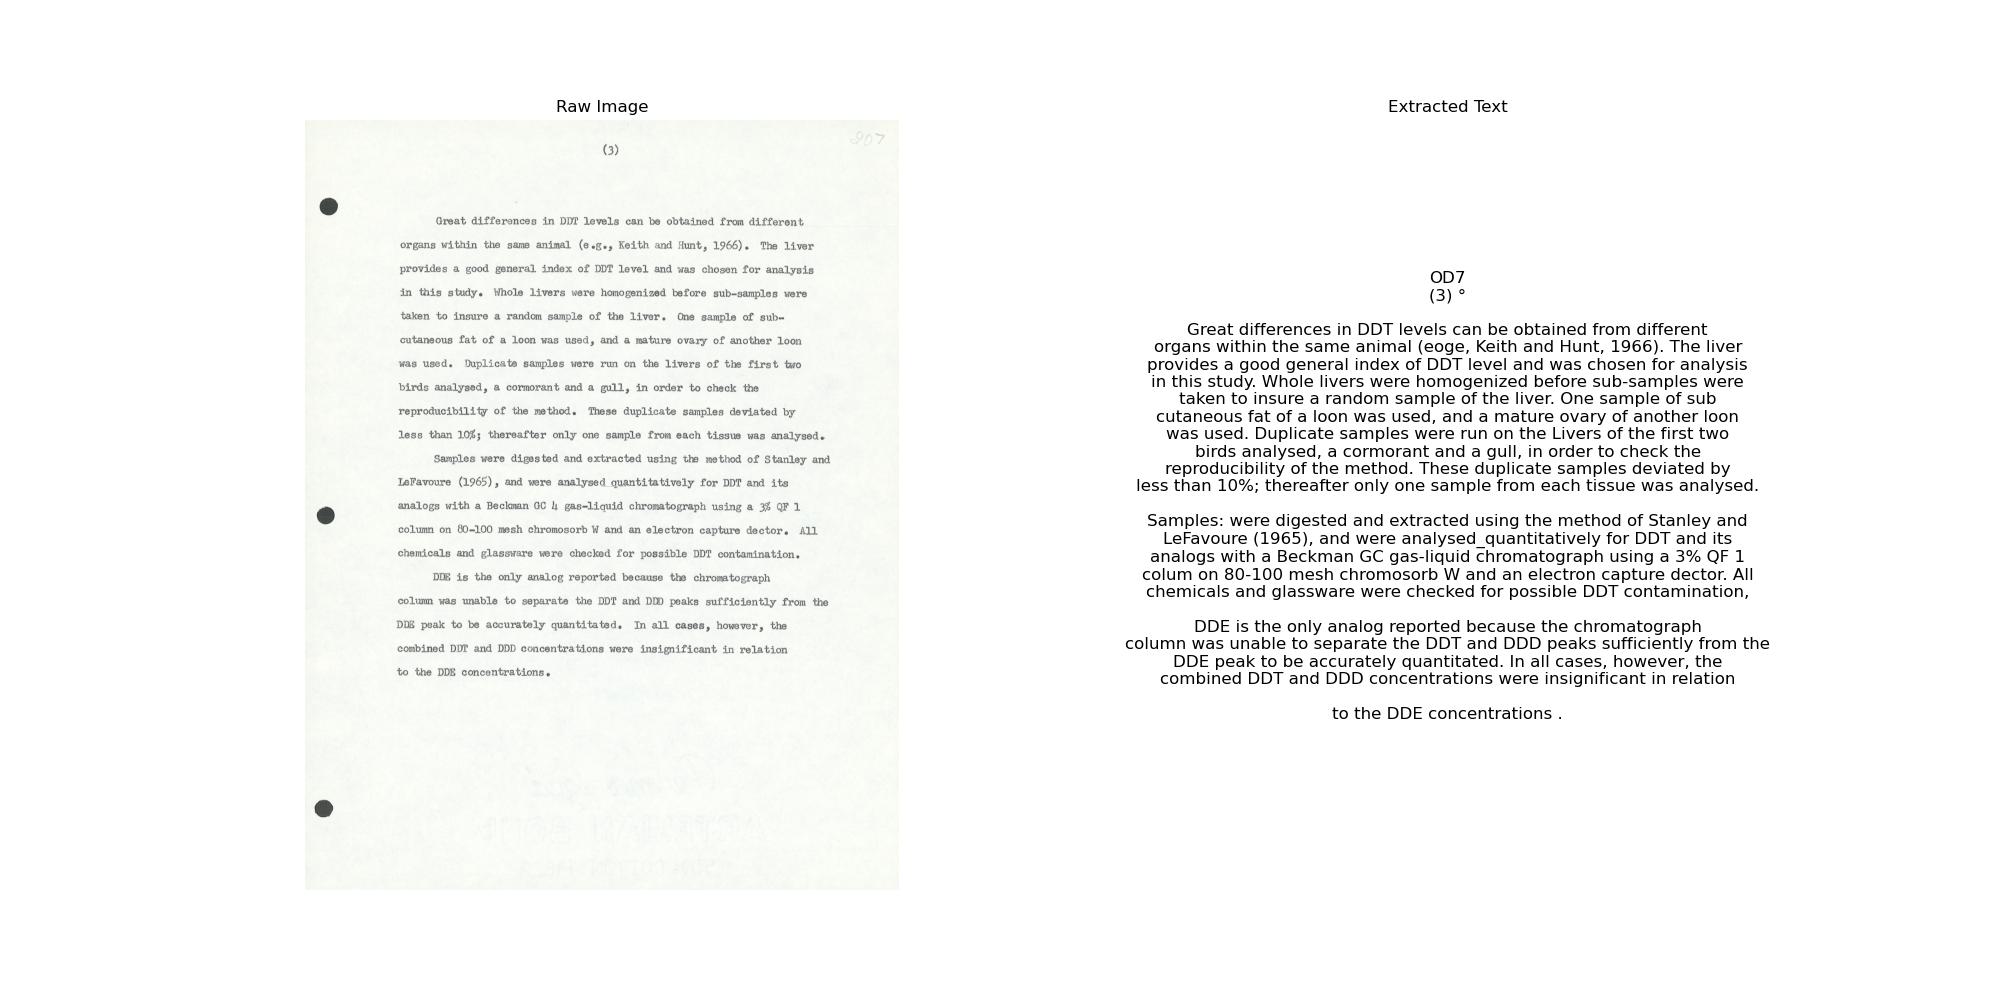 Raw Image
807
(3)
Great differences in DDT levels can be obtained from different
organs within the same animal (e.g., Keith and Hunt, 1966). The liver
provides a good general index of DDT level and was chosen for analysis
in this study. Whole livers were homogenized before sub-samples were
taken to insure a random sample of the liver. One sample of sub-
cutaneous fat of a loon was used, and a mature ovary of another loon
was used. Duplicate samples were run on the livers of the first two
birds analysed, a cormorant and a gull, in order to check the
reproducibility of the method. These duplicate samples deviated by
less than 10%; thereafter only one sample from each tissue was analysed.
Samples were digested and extracted using the method of Stanley and
LeFavoure (1965), and were analysed quantitatively for DDT and its
analogs with a Beckman GC 4 gas-liquid chromatograph using a 3% QF 1
column on 80-100 mesh chromosorb W and an electron capture dector. All
chemicals and glassware were checked for possible DDT contamination.
DDE is the only analog reported because the chromatograph
column was unable to separate the DDT and DDD peaks sufficiently from the
DDE peak to be accurately quantitated. In all cases, however, the
combined DDT and DDD concentrations were insignificant in relation
to the DDE concentrations.
Extracted Text
OD7
(3) °
Great differences in DDT levels can be obtained from different
organs within the same animal (eoge, Keith and Hunt, 1966). The liver
provides a good general index of DDT level and was chosen for analysis
in this study. Whole livers were homogenized before sub-samples were
taken to insure a random sample of the liver. One sample of sub
cutaneous fat of a loon was used, and a mature ovary of another loon
was used. Duplicate samples were run on the Livers of the first two
birds analysed, a cormorant and a gull, in order to check the
reproducibility of the method. These duplicate samples deviated by
less than 10%; thereafter only one sample from each tissue was analysed.
Samples: were digested and extracted using the method of Stanley and
LeFavoure (1965), and were analysed_quantitatively for DDT and its
analogs with a Beckman GC gas-liquid chromatograph using a 3% QF 1
colum on 80-100 mesh chromosorb W and an electron capture dector. All
chemicals and glassware were checked for possible DDT contamination,
DDE is the only analog reported because the chromatograph
column was unable to separate the DDT and DDD peaks sufficiently from the
DDE peak to be accurately quantitated. In all cases, however, the
combined DDT and DDD concentrations were insignificant in relation
to the DDE concentrations .